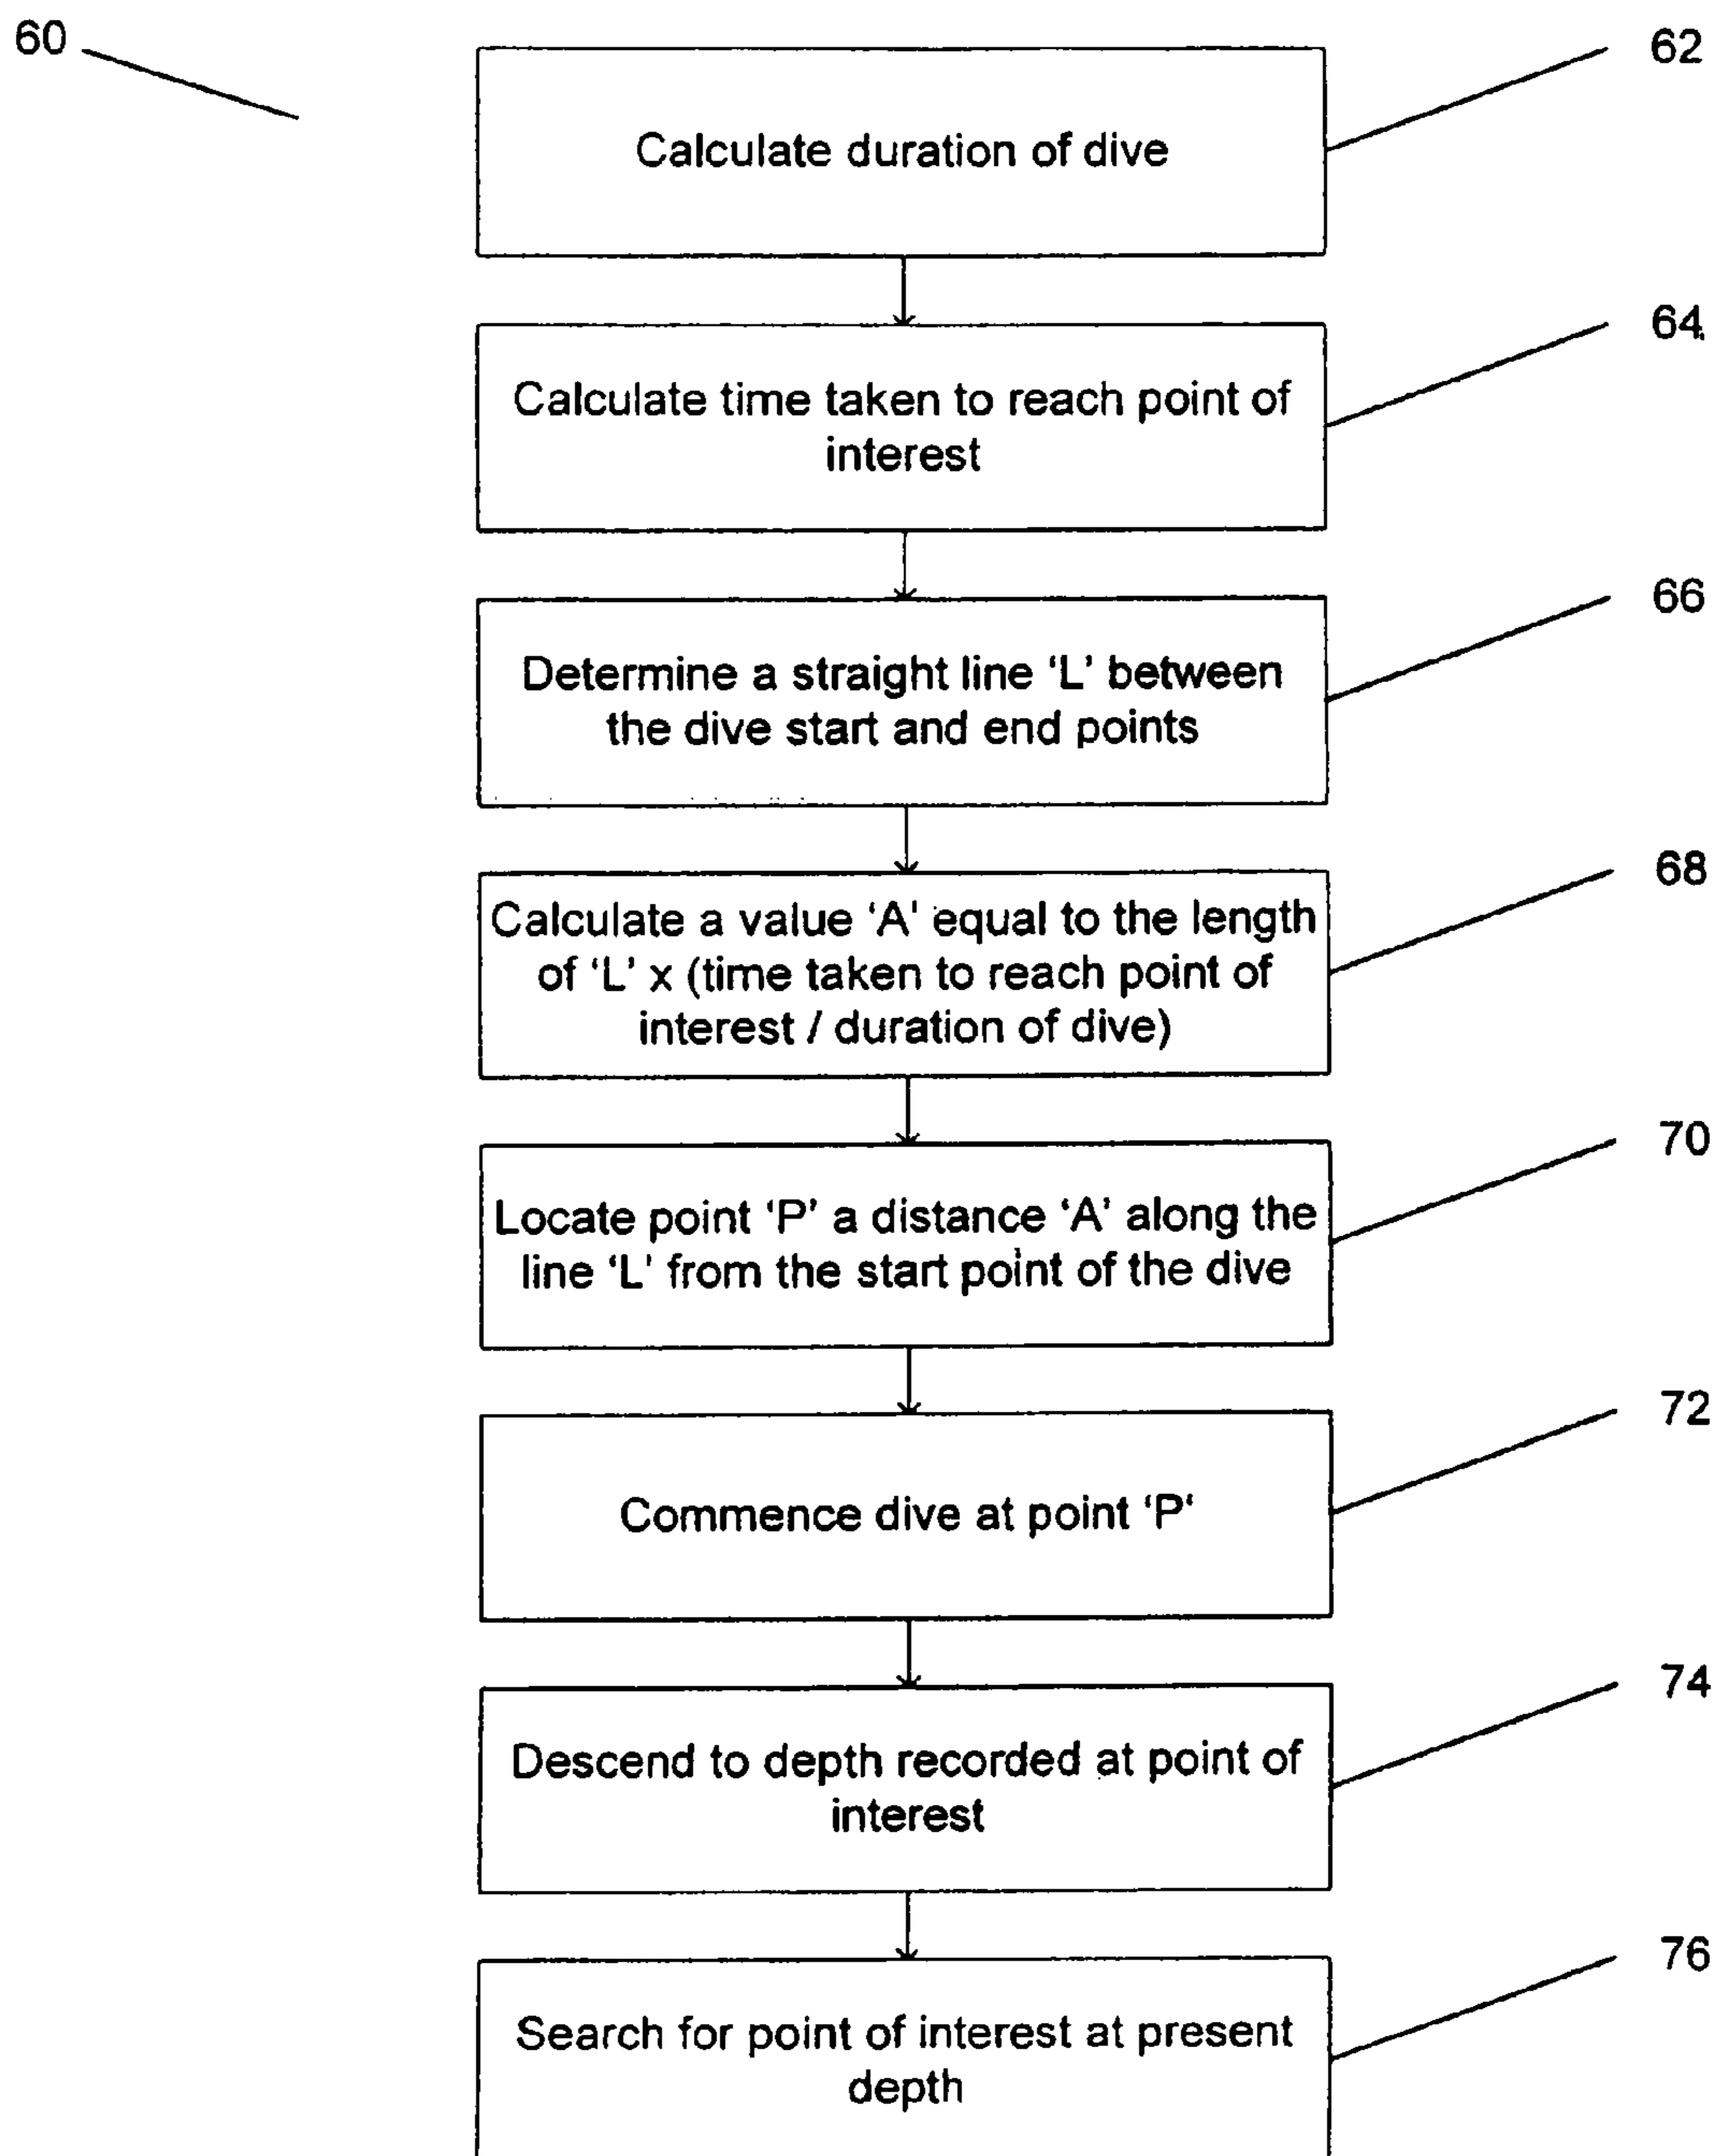 60
62
Calculate duration of dive
64
Calculate time taken to reach point of
interest
66
Determine a straight line ‘L’ between
the dive start and end points
68
Calculate a value ‘A’ equal to the length
of ‘L’ x (time taken to reach point of
interest / duration of dive)
70
Locate point ‘P’ a distance ‘A’ along the
line ‘L’ from the start point of the dive
72
Commence dive at point ‘P‘
74
Descend to depth recorded at point of
interest
76
Search for point of interest at present
depth